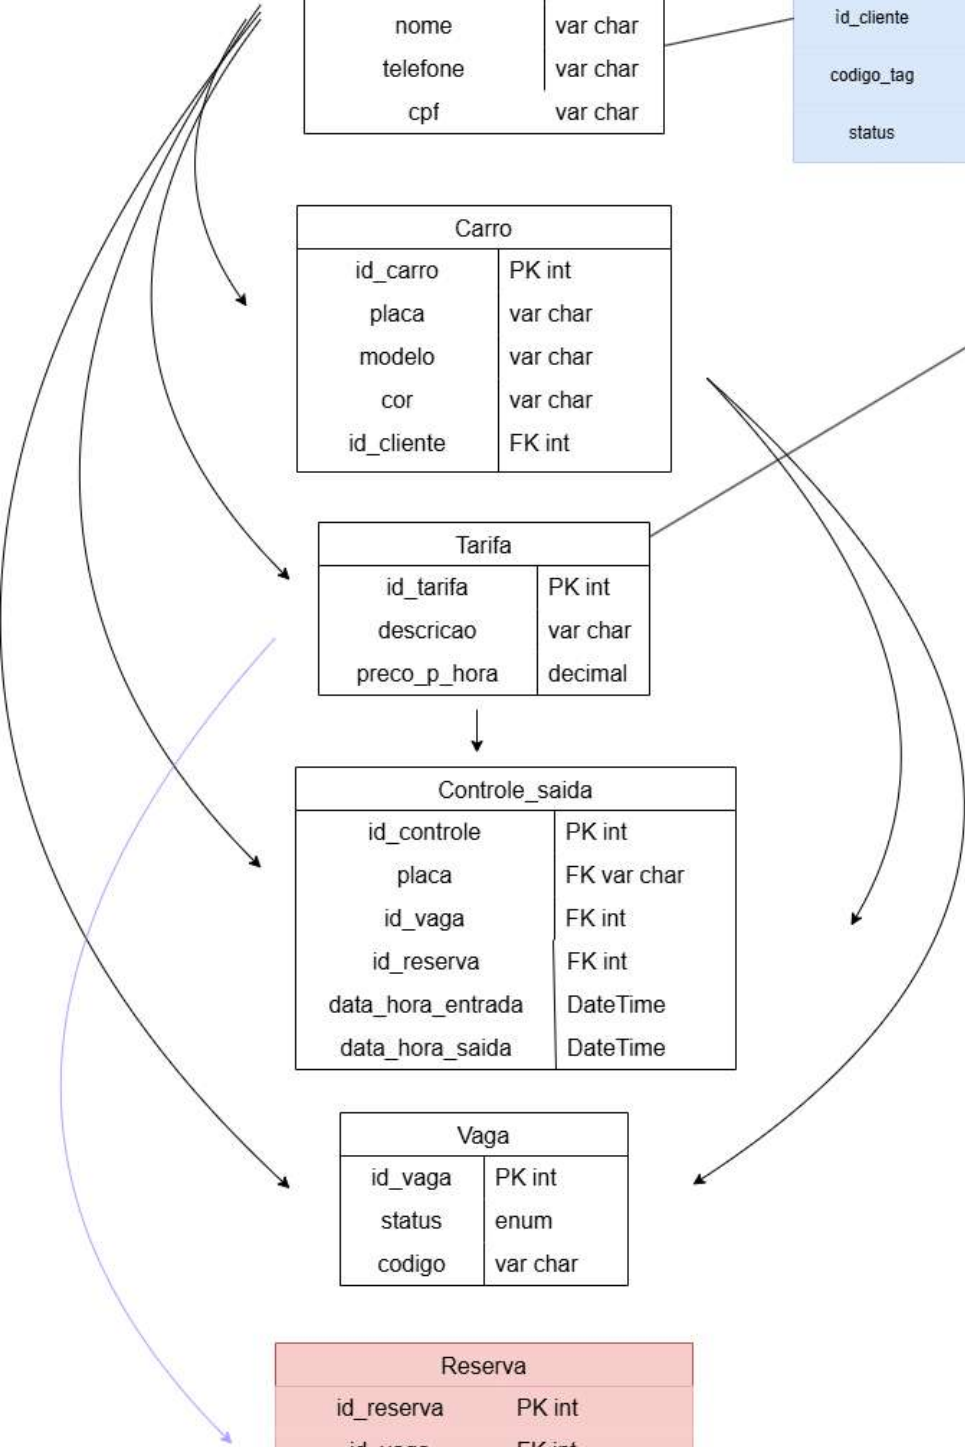 nome var char
telefone var char
cpf var char
id_cliente
codigo_tag
status
Carro
id_carro PK int
placa var char
modelo var char
cor var char
id_cliente FK int
Tarifa
id_tarifa PK int
descricao var char
preco_p_hora decimal
Controle_saida
id_controle PK int
placa FK var char
id_vaga FK int
id_reserva FK int
data_hora_entrada DateTime
data_hora_saida DateTime
Vaga
id_vaga PK int
status enum
codigo var char
Reserva
id_reserva PK int
id_vaga FK int